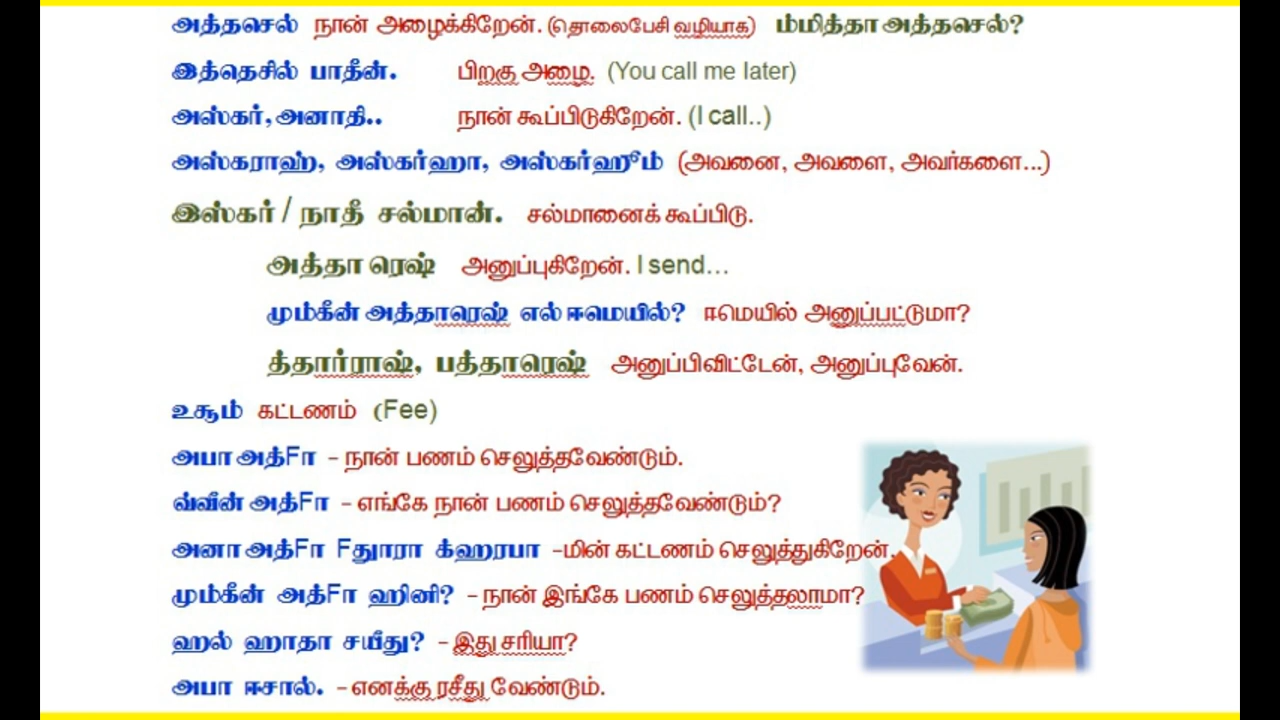 அத்தசெல் நான் அழைக்கிறேன். (தொலைபேசி வழியாக) ம்மித்தா அத்தசெல்?
இத்தெசில் பாதீன். பிறகு அழை. (You call me later)
அஸ்கர், அனாதி.. நான் கூப்பிடுகிறேன். (I call..)
அஸ்கராஹ், அஸ்கர்ஹா, அஸ்கர்ஹூம் (அவனை, அவளை, அவர்களை...)
இஸ்கர் / நாதீ சல்மான். சல்மானைக் கூப்பிடு.
அத்தா ரெஷ் அனுப்புகிறேன். I send...
மும்கீன் அத்தாரெஷ் எல் ஈமெயில்? ஈமெயில் அனுப்பட்டுமா?
த்தார்ராஷ், பத்தாரெஷ் அனுப்பிவிட்டேன், அனுப்புவேன்.
உசூம் கட்டணம் (Fee)
அபா அத்Fா – நான் பணம் செலுத்தவேண்டும்.
வ்வீன் அத்Fா – எங்கே நான் பணம் செலுத்தவேண்டும்?
அனா அத்Fா Fதுாரா க்ஹரபா –மின் கட்டணம் செலுத்துகிறேன்.
மும்கீன் அத்Fா ஹினி? – நான் இங்கே பணம் செலுத்தலாமா?
ஹல் ஹாதா சயீது? – இது சரியா?
அபா ஈசால். – எனக்கு ரசீது வேண்டும்.